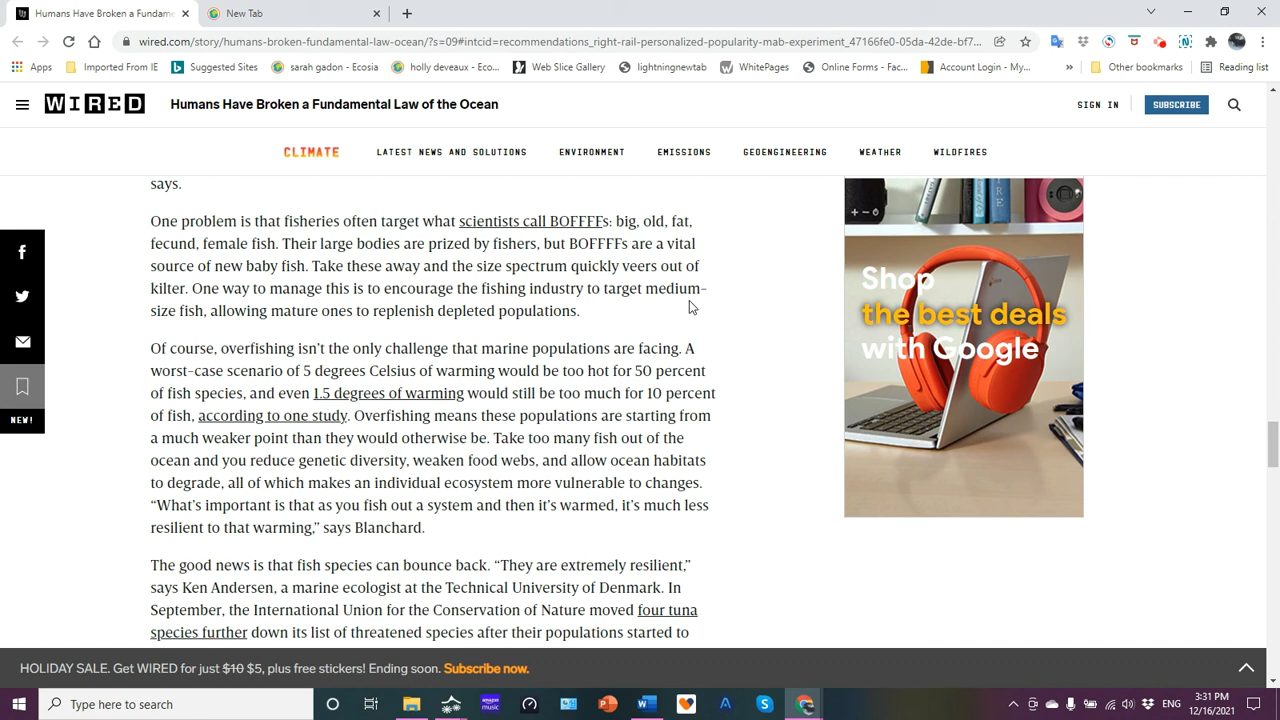 Humans Have Broken a Fundame
New Tab
wired.com/story/humans-broken-fundamental-law-ocean/?s=09#intcid=recommendations_right-rail-personalized-popularity-mab-experiment_47166fe0-05da-42de-bf7...
Apps Imported From IE Suggested Sites sarah gadon - Ecosia holly deveaux - Eco... Web Slice Gallery lightningnewtab WhitePages Online Forms - Fac... Account Login - My... » Other bookmarks Reading list
WIRED Humans Have Broken a Fundamental Law of the Ocean SIGN IN SUBSCRIBE
CLIMATE LATEST NEWS AND SOLUTIONS ENVIRONMENT EMISSIONS GEOENGINEERING WEATHER WILDFIRES
says.
One problem is that fisheries often target what scientists call BOFFFFs: big, old, fat,
fecund, female fish. Their large bodies are prized by fishers, but BOFFFFs are a vital
source of new baby fish. Take these away and the size spectrum quickly veers out of
kilter. One way to manage this is to encourage the fishing industry to target medium-
size fish, allowing mature ones to replenish depleted populations.
Of course, overfishing isn't the only challenge that marine populations are facing. A
worst-case scenario of 5 degrees Celsius of warming would be too hot for 50 percent
of fish species, and even 1.5 degrees of warming would still be too much for 10 percent
of fish, according to one study. Overfishing means these populations are starting from
a much weaker point than they would otherwise be. Take too many fish out of the
ocean and you reduce genetic diversity, weaken food webs, and allow ocean habitats
to degrade, all of which makes an individual ecosystem more vulnerable to changes.
“What's important is that as you fish out a system and then it's warmed, it's much less
resilient to that warming,” says Blanchard.
The good news is that fish species can bounce back. “They are extremely resilient,”
says Ken Andersen, a marine ecologist at the Technical University of Denmark. In
September, the International Union for the Conservation of Nature moved four tuna
species further down its list of threatened species after their populations started to
NEW!
Shop
the best deals
with Google
HOLIDAY SALE. Get WIRED for just $10 $5, plus free stickers! Ending soon. Subscribe now.
Type here to search
amazon music
ENG
3:31 PM
12/16/2021